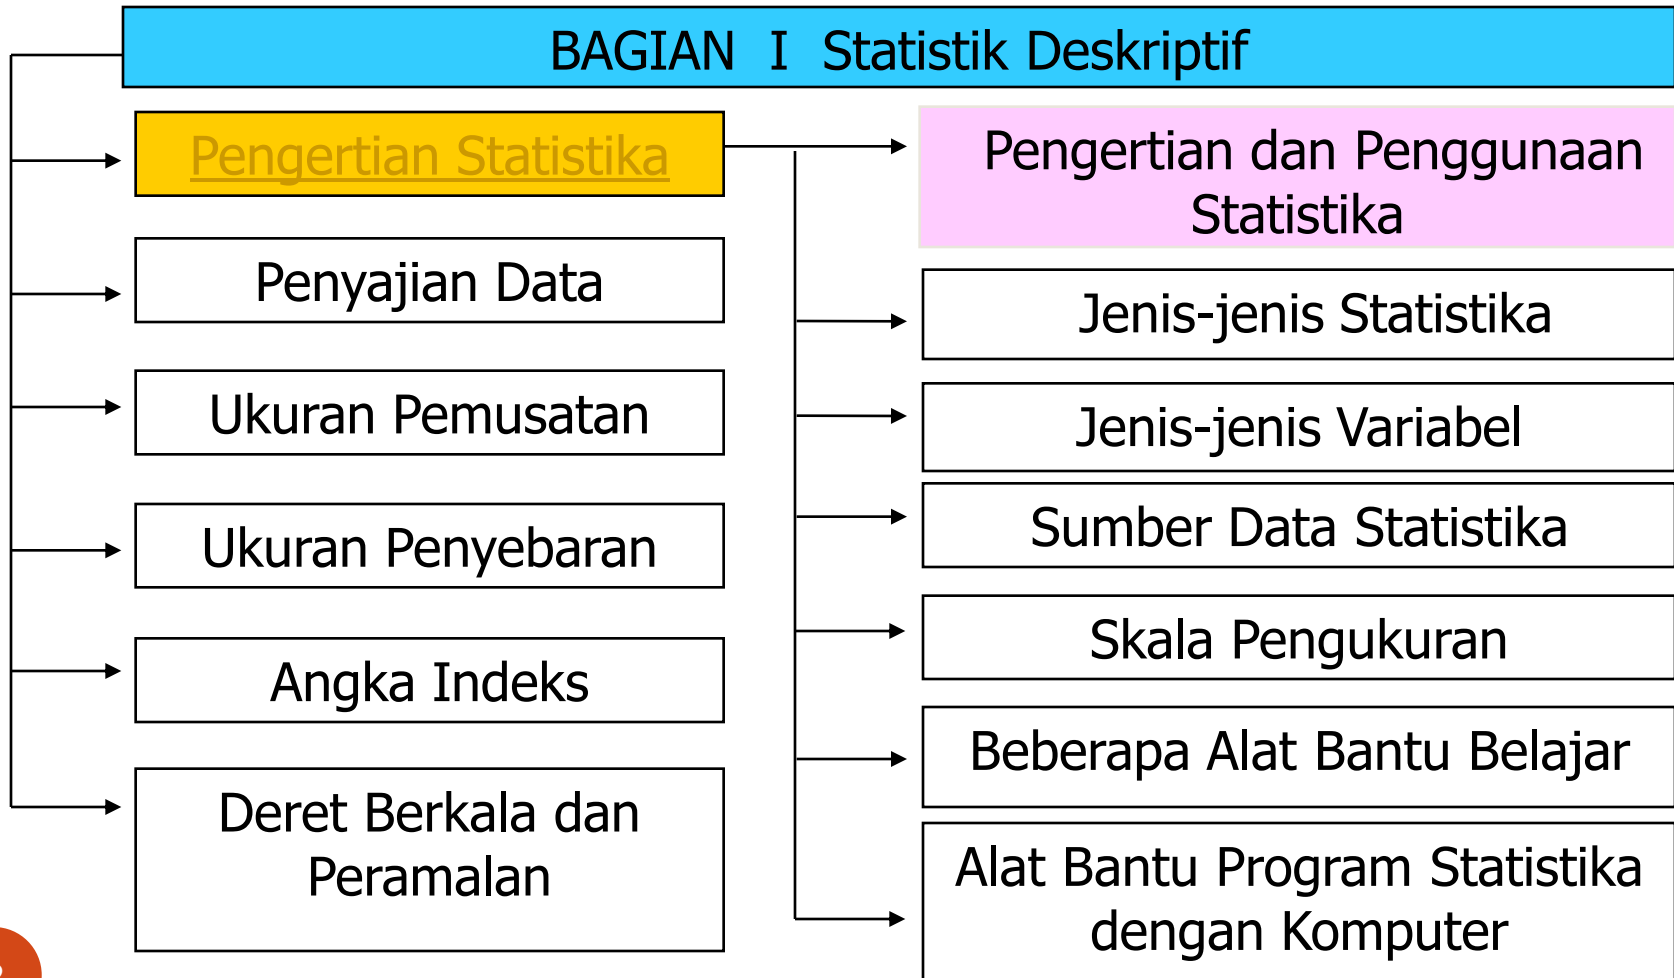 BAGIAN I Statistik Deskriptif
Pengertian Statistika
Penyajian Data
Ukuran Pemusatan
Ukuran Penyebaran
Angka Indeks
Deret Berkala dan
Peramalan
Pengertian dan Penggunaan
Statistika
Jenis-jenis Statistika
Jenis-jenis Variabel
Sumber Data Statistika
Skala Pengukuran
Beberapa Alat Bantu Belajar
Alat Bantu Program Statistika
dengan Komputer